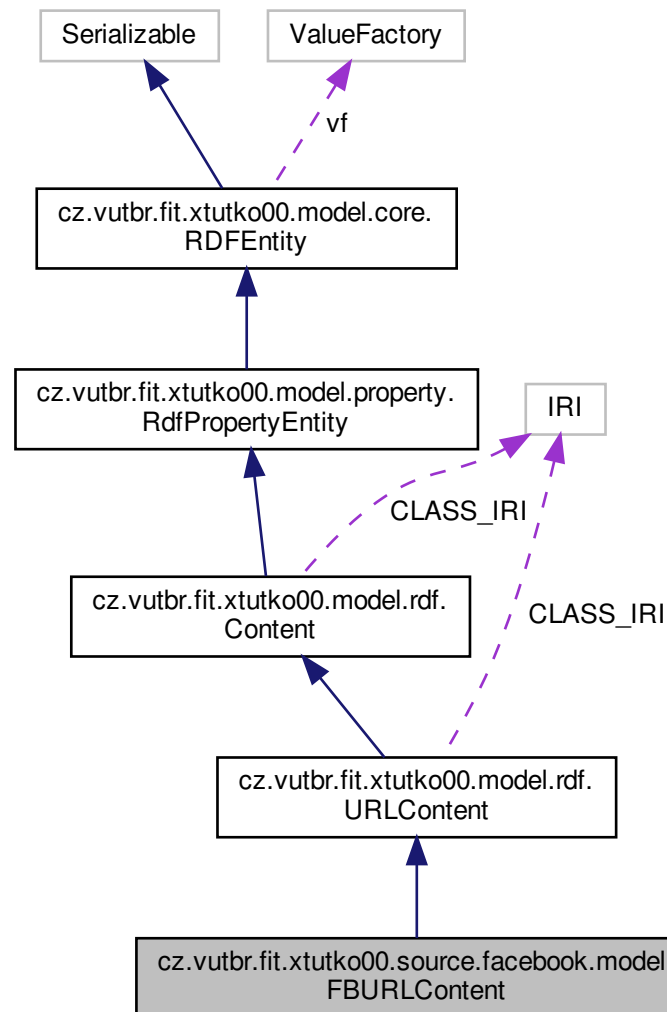 Serializable
ValueFactory
vf
cz.vutbr.fit.xtutko00.model.core.
RDFEntity
cz.vutbr.fit.xtutko00.model.property.
RdfPropertyEntity
IRI
CLASS_IRI
cz.vutbr.fit.xtutko00.model.rdf.
Content
CLASS_IRI
cz.vutbr.fit.xtutko00.model.rdf.
URLContent
cz.vutbr.fit.xtutko00.source.facebook.model
FBURLContent